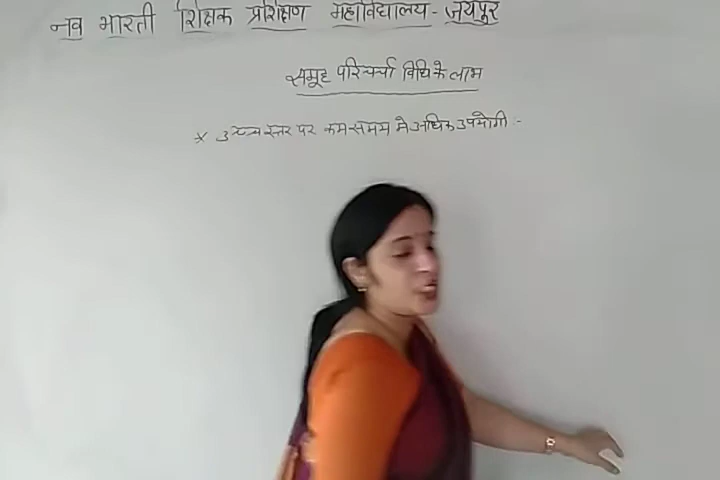 नव भारती शिक्षक प्रशिक्षण महाविद्यालय - जयपुर
समूह परिचर्चा विधि के लाभ
* उच्च स्तर पर कम समय मे अधिक उपयोगी :-